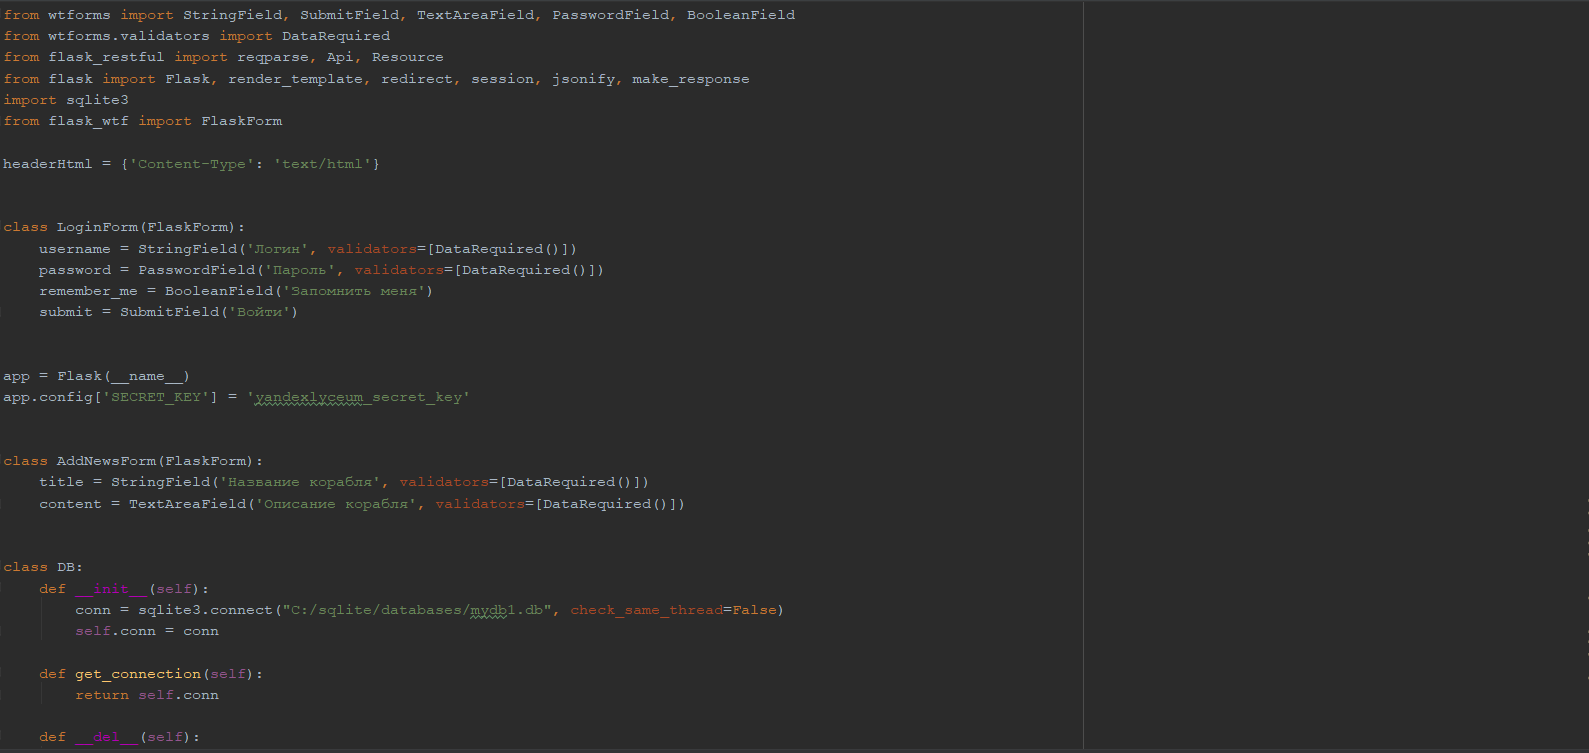 from wtforms import StringField, SubmitField, TextAreaField, PasswordField, BooleanField
from wtforms.validators import DataRequired
from flask_restful import reqparse, Api, Resource
from flask import Flask, render_template, redirect, session, jsonify, make_response
import sqlite3
from flask_wtf import FlaskForm
headerHtml = {'Content-Type': 'text/html'}
class LoginForm(FlaskForm):
    username = StringField('Логин', validators=[DataRequired()])
    password = PasswordField('Пароль', validators=[DataRequired()])
    remember_me = BooleanField('Запомнить меня')
    submit = SubmitField('Войти')
app = Flask(__name__)
app.config['SECRET_KEY'] = 'yandexlyceum_secret_key'
class AddNewsForm(FlaskForm):
    title = StringField('Название корабля', validators=[DataRequired()])
    content = TextAreaField('Описание корабля', validators=[DataRequired()])
class DB:
    def __init__(self):
        conn = sqlite3.connect("C:/sqlite/databases/mydb1.db", check_same_thread=False)
        self.conn = conn
    def get_connection(self):
        return self.conn
    def __del__(self):